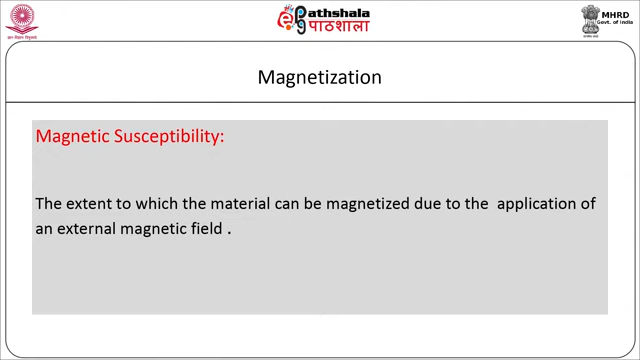 Pathshala
पाठशाला
MHRD
Govt. of India
Magnetization
Magnetic Susceptibility:
The extent to which the material can be magnetized due to the application of
an external magnetic field .